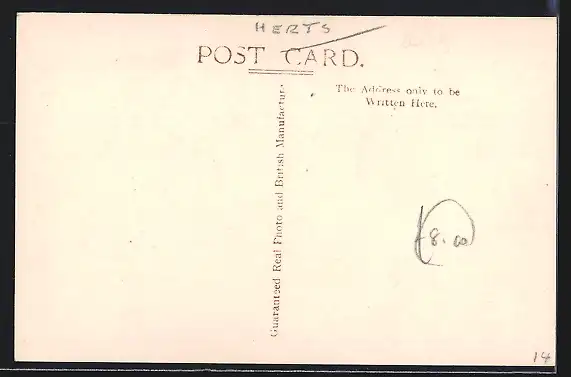 HERTS
POST CARD.
The Address only to be
Written Here.
Guaranteed Real Photo and British Manufacture
8.00
14